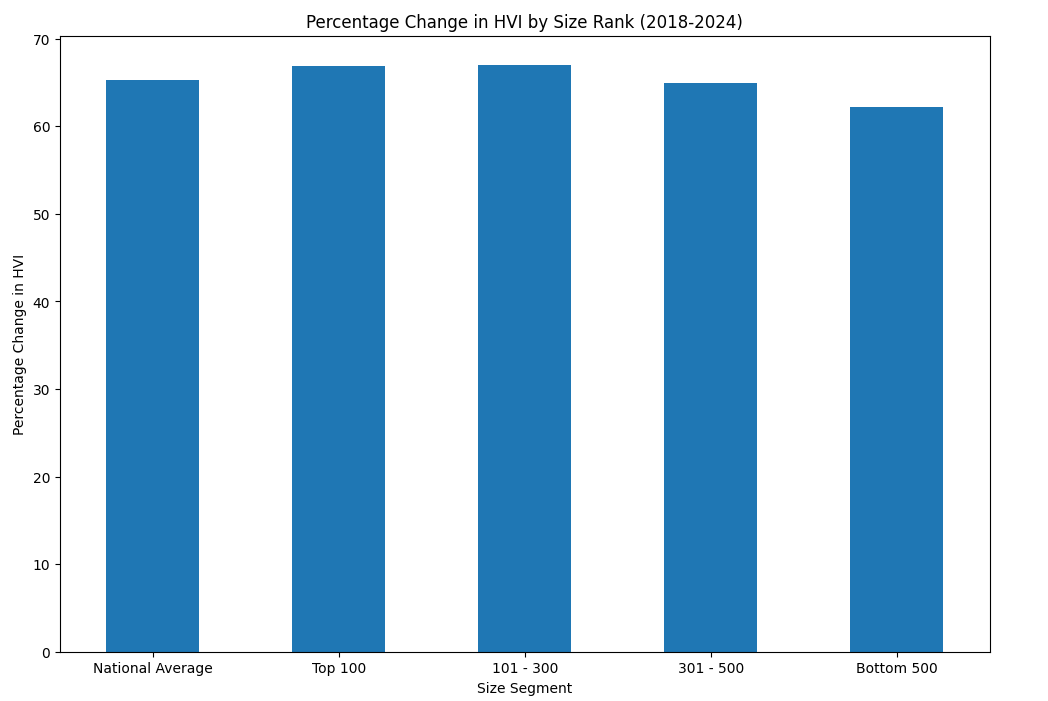 Percentage Change in HVI by Size Rank (2018-2024)
Percentage Change in HVI
70
60
50
40
30
20
10
0
National Average Top 100 101 - 300 301 - 500 Bottom 500
Size Segment